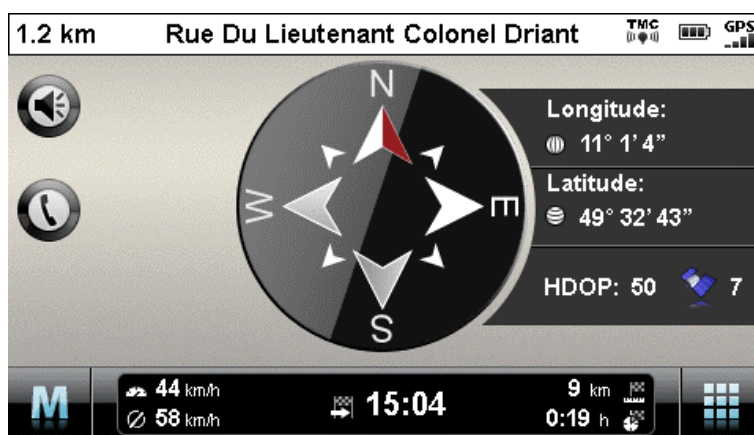 1.2 km Rue Du Lieutenant Colonel Driant TMC GPS
N
W E
S
Longitude:
11° 1' 4"
Latitude:
49° 32' 43"
HDOP: 50 7
M
44 km/h
58 km/h
15:04
9 km
0:19 h